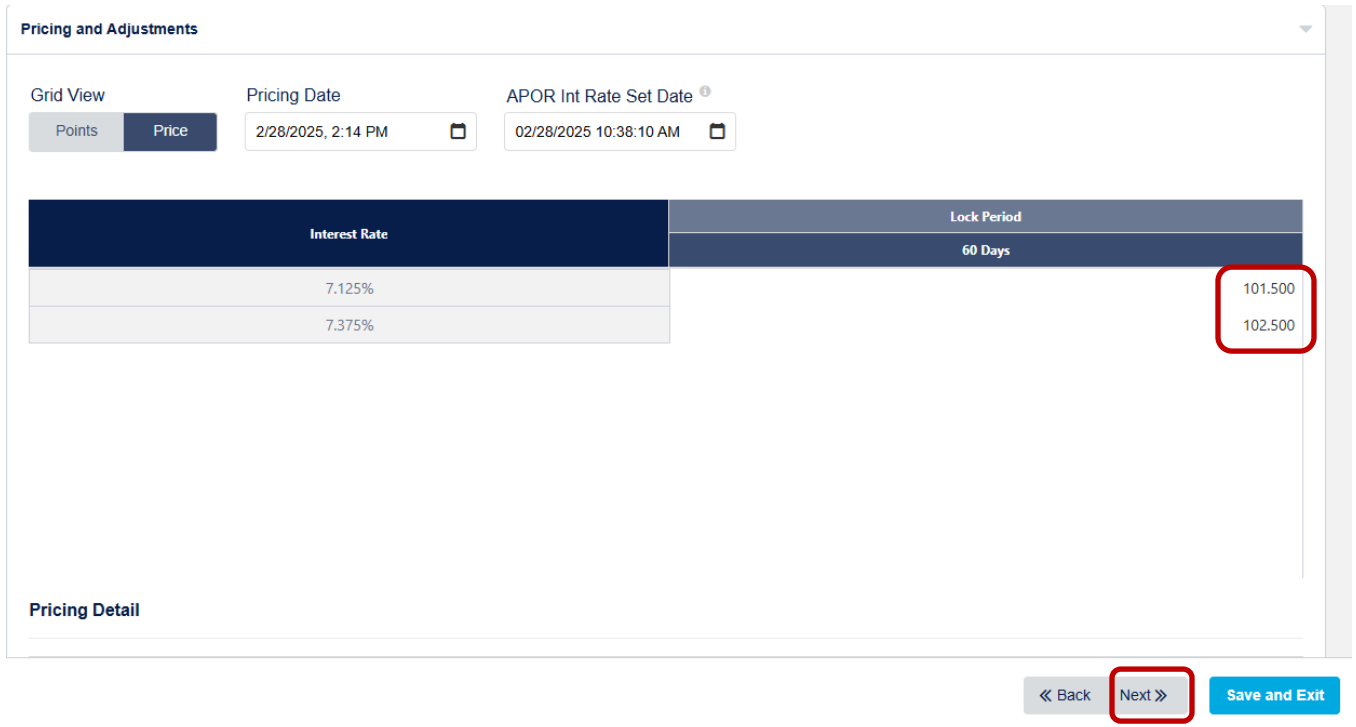 Pricing and Adjustments
Grid View Pricing Date APOR Int Rate Set Date
Points Price 2/28/2025, 2:14 PM 02/28/2025 10:38:10 AM
Lock Period
Interest Rate
60 Days
7.125% 101.500
7.375% 102.500
Pricing Detail
« Back Next » Save and Exit